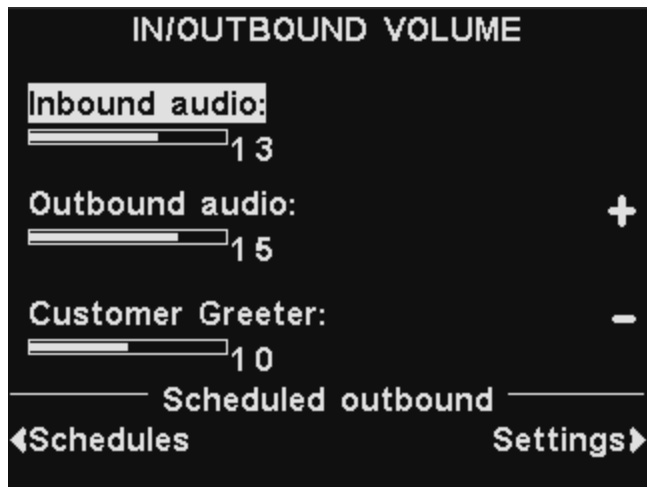 IN/OUTBOUND VOLUME
Inbound audio:
13
Outbound audio:
+
15
Customer Greeter:
-
10
Scheduled outbound
Schedules Settings